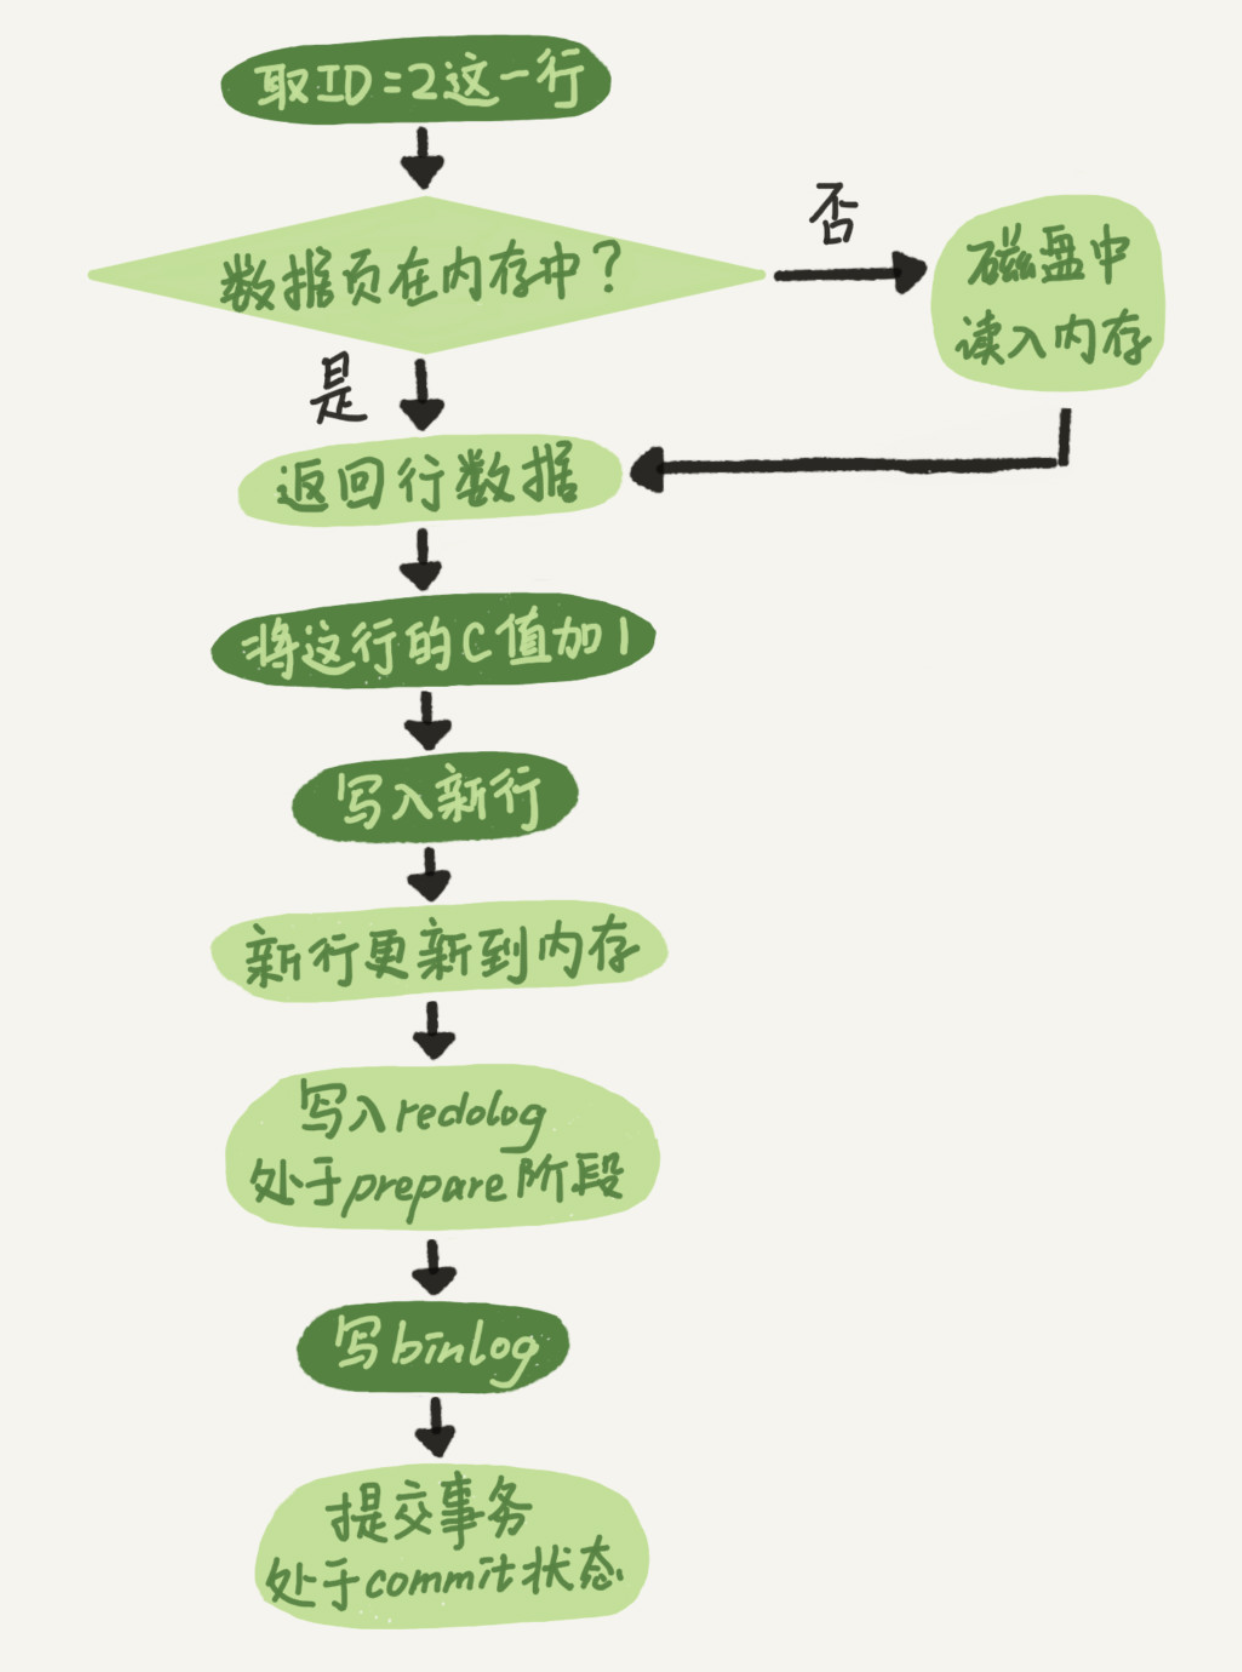 取ID=2这一行
数据页在内存中？
否
磁盘中
读入内存
是
返回行数据
将这行的C值加1
写入新行
新行更新到内存
写入redolog
处于prepare阶段
写binlog
提交事务
处于commit状态